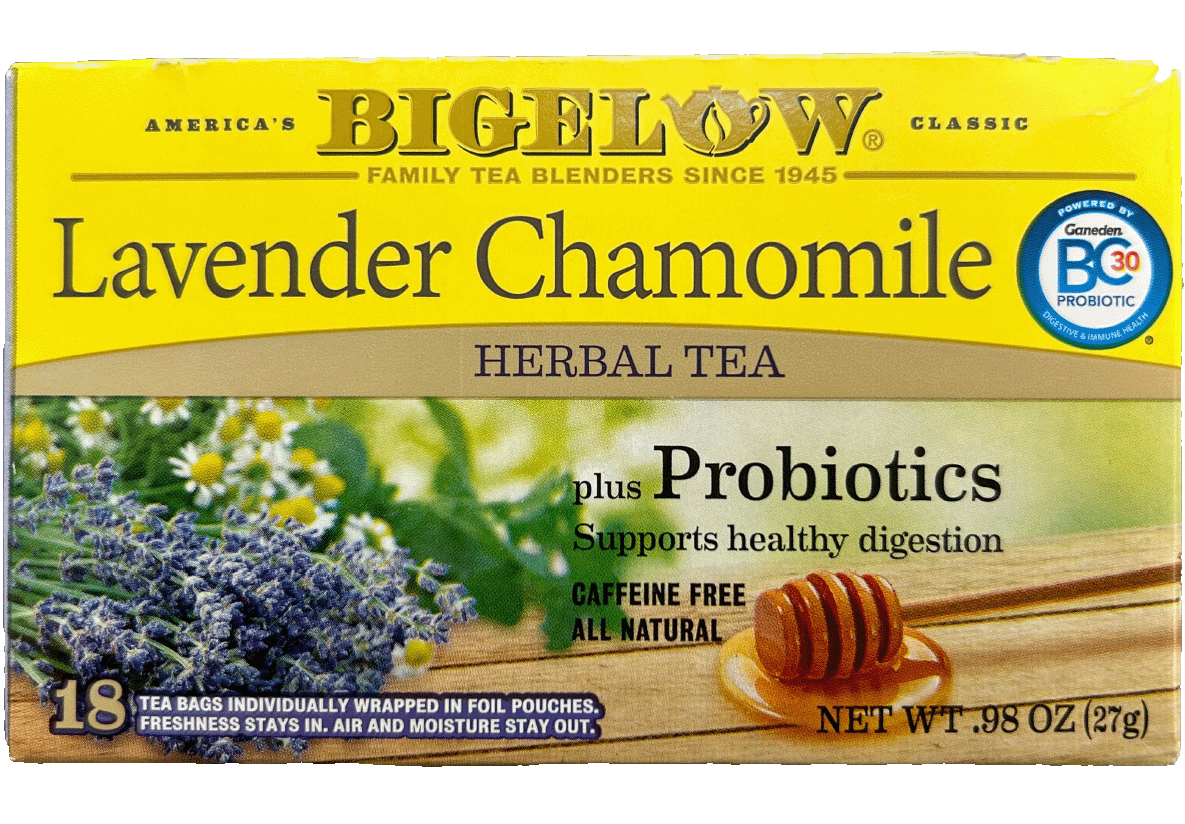 AMERICA'S BIGELOW® CLASSIC
FAMILY TEA BLENDERS SINCE 1945
Lavender Chamomile
POWERED BY
Ganeden
BC30
PROBIOTIC
DIGESTIVE & IMMUNE HEALTH
®
HERBAL TEA
plus Probiotics
Supports healthy digestion
CAFFEINE FREE
ALL NATURAL
18 TEA BAGS INDIVIDUALLY WRAPPED IN FOIL POUCHES.
FRESHNESS STAYS IN. AIR AND MOISTURE STAY OUT.
NET WT .98 OZ (27g)